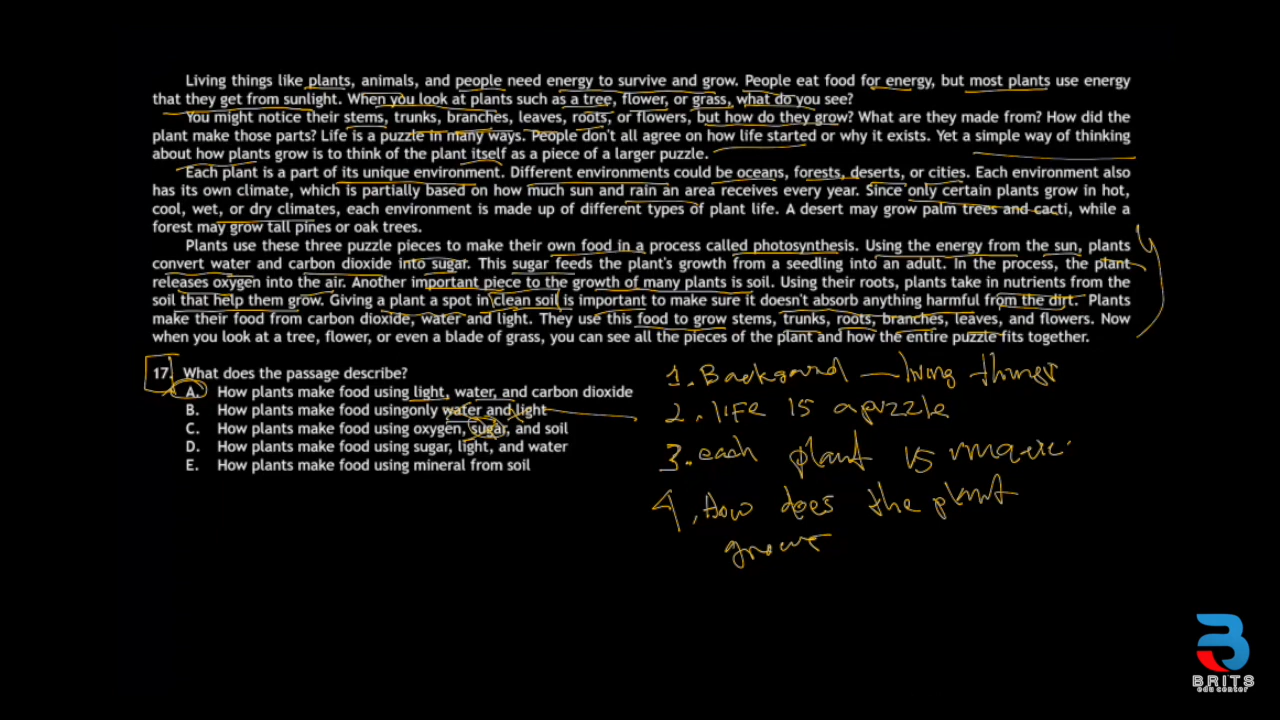 Living things like plants, animals, and people need energy to survive and grow. People eat food for energy, but most plants use energy
that they get from sunlight. When you look at plants such as a tree, flower, or grass, what do you see?
You might notice their stems, trunks, branches, leaves, roots, or flowers, but how do they grow? What are they made from? How did the
plant make those parts? Life is a puzzle in many ways. People don't all agree on how life started or why it exists. Yet a simple way of thinking
about how plants grow is to think of the plant itself as a piece of a larger puzzle.
Each plant is a part of its unique environment. Different environments could be oceans, forests, deserts, or cities. Each environment also
has its own climate, which is partially based on how much sun and rain an area receives every year. Since only certain plants grow in hot,
cool, wet, or dry climates, each environment is made up of different types of plant life. A desert may grow palm trees and cacti, while a
forest may grow tall pines or oak trees.
Plants use these three puzzle pieces to make their own food in a process called photosynthesis. Using the energy from the sun, plants
convert water and carbon dioxide into sugar. This sugar feeds the plant's growth from a seedling into an adult. In the process, the plant
releases oxygen into the air. Another important piece to the growth of many plants is soil. Using their roots, plants take in nutrients from the
soil that help them grow. Giving a plant a spot in clean soil is important to make sure it doesn't absorb anything harmful from the dirt. Plants
make their food from carbon dioxide, water and light. They use this food to grow stems, trunks, roots, branches, leaves, and flowers. Now
when you look at a tree, flower, or even a blade of grass, you can see all the pieces of the plant and how the entire puzzle fits together.
17. What does the passage describe?
A. How plants make food using light, water, and carbon dioxide
B. How plants make food usingonly water and light
C. How plants make food using oxygen, sugar, and soil
D. How plants make food using sugar, light, and water
E. How plants make food using mineral from soil
1. — living things
2. life is a puzzle
3. each plant is
4. How does the plant
BRITS
edu center